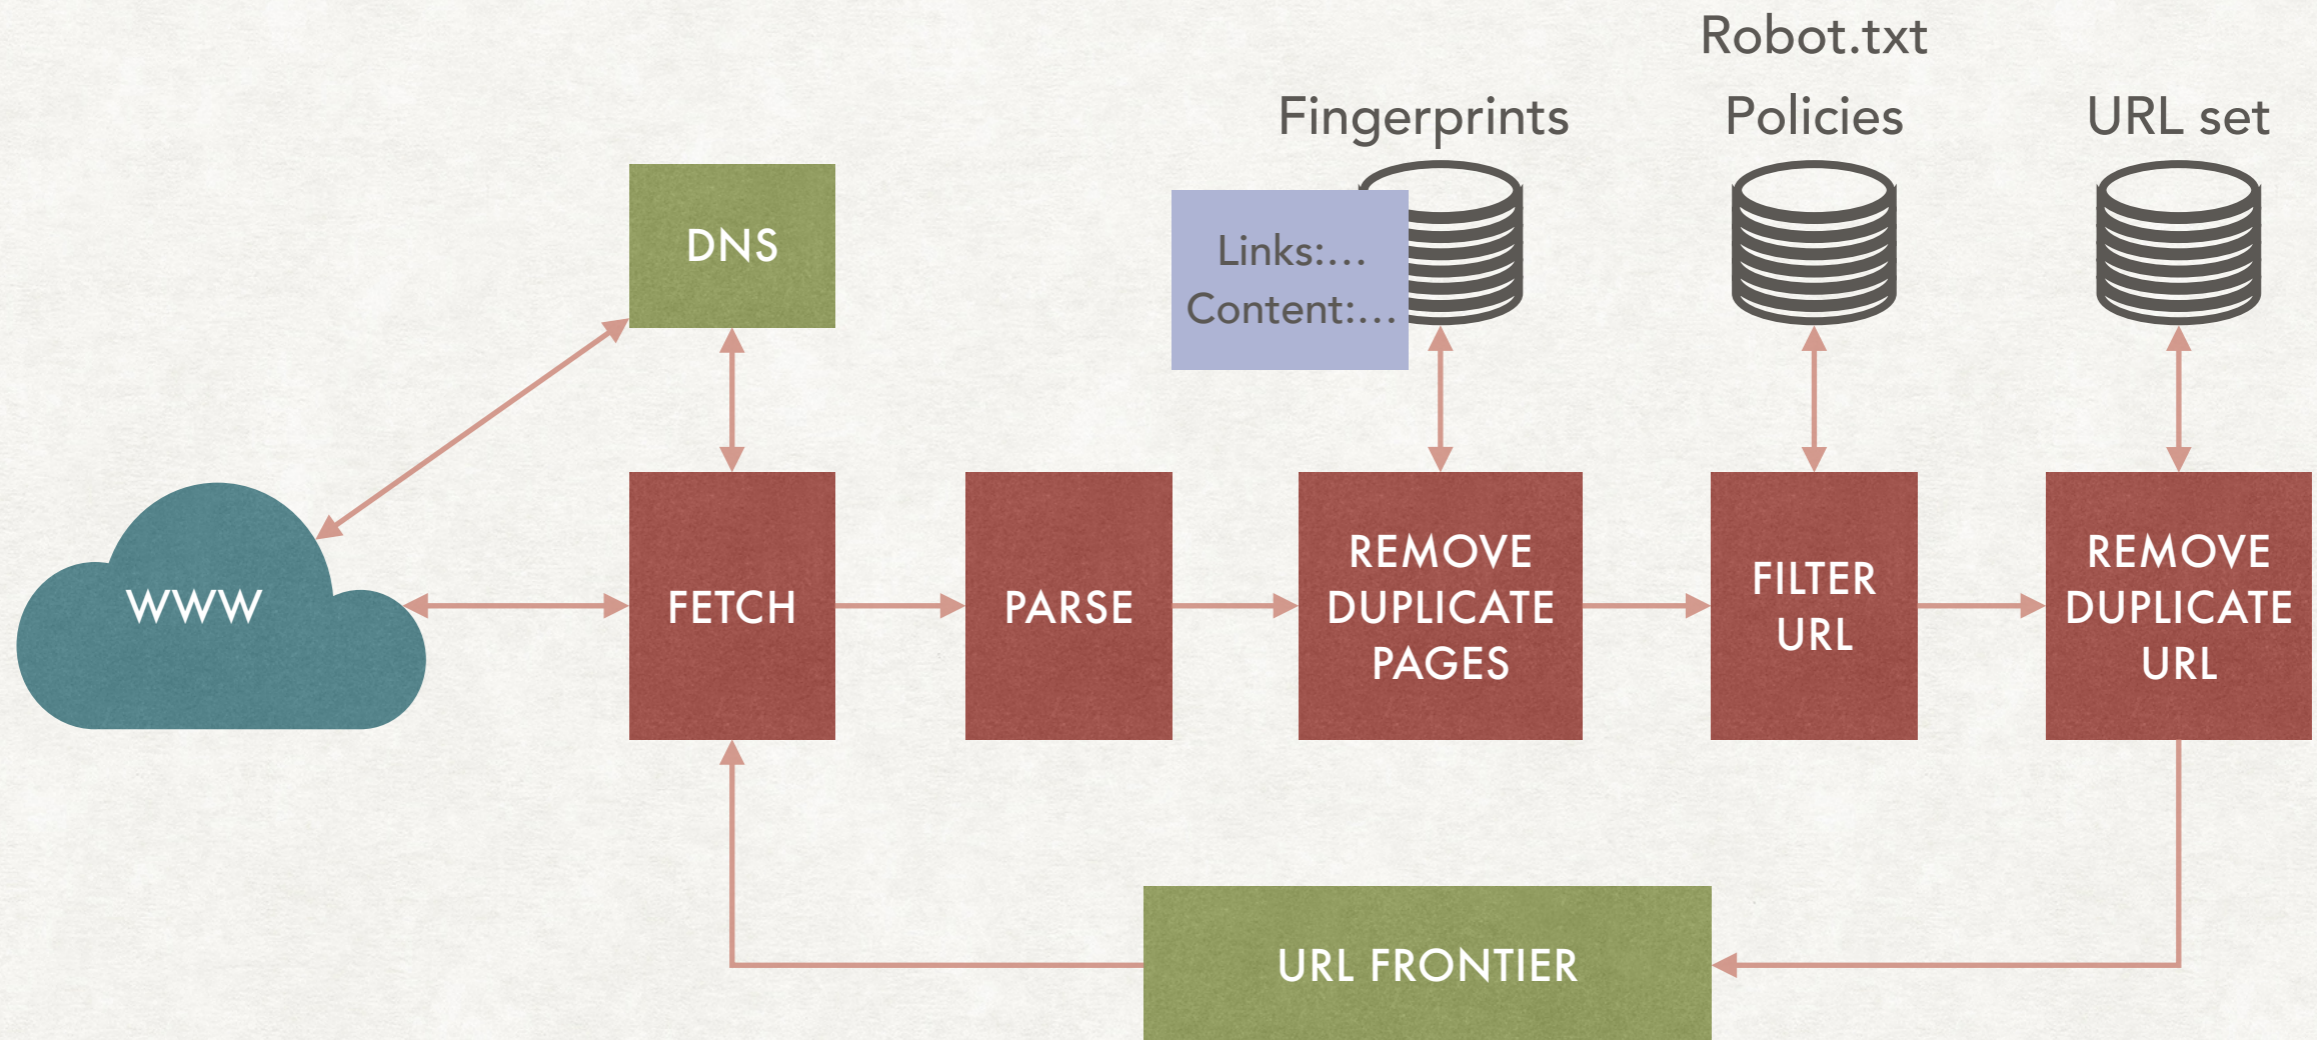 Robot.txt
Fingerprints
Policies
URL set
DNS
Links:...
Content:...
WWW
FETCH
PARSE
REMOVE
DUPLICATE
PAGES
FILTER
URL
REMOVE
DUPLICATE
URL
URL FRONTIER